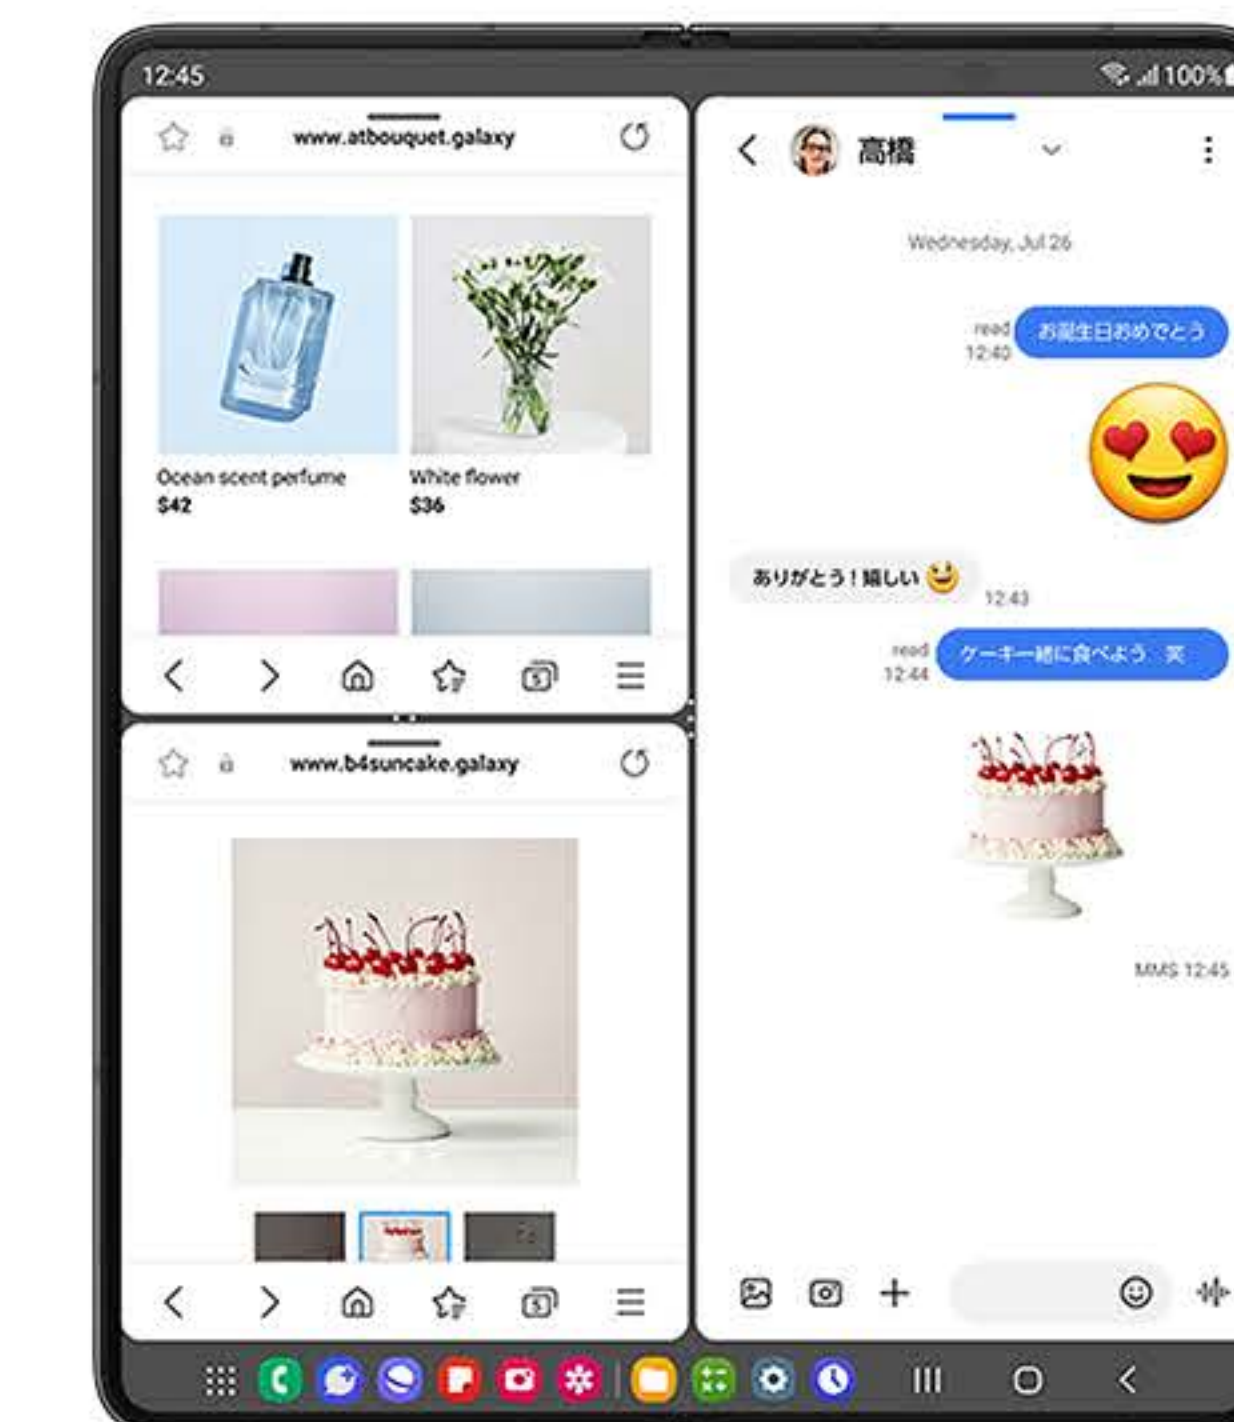 12:45
100%
www.atbouquet.galaxy
Ocean scent perfume
$42
White flower
$36
5
www.b4suncake.galaxy
5
高橋
Wednesday, Jul 26
お誕生日おめでとう
read
12:40
ありがとう！嬉しい
12:43
ケーキ一緒に食べよう 笑
read
12:44
MMS 12:45